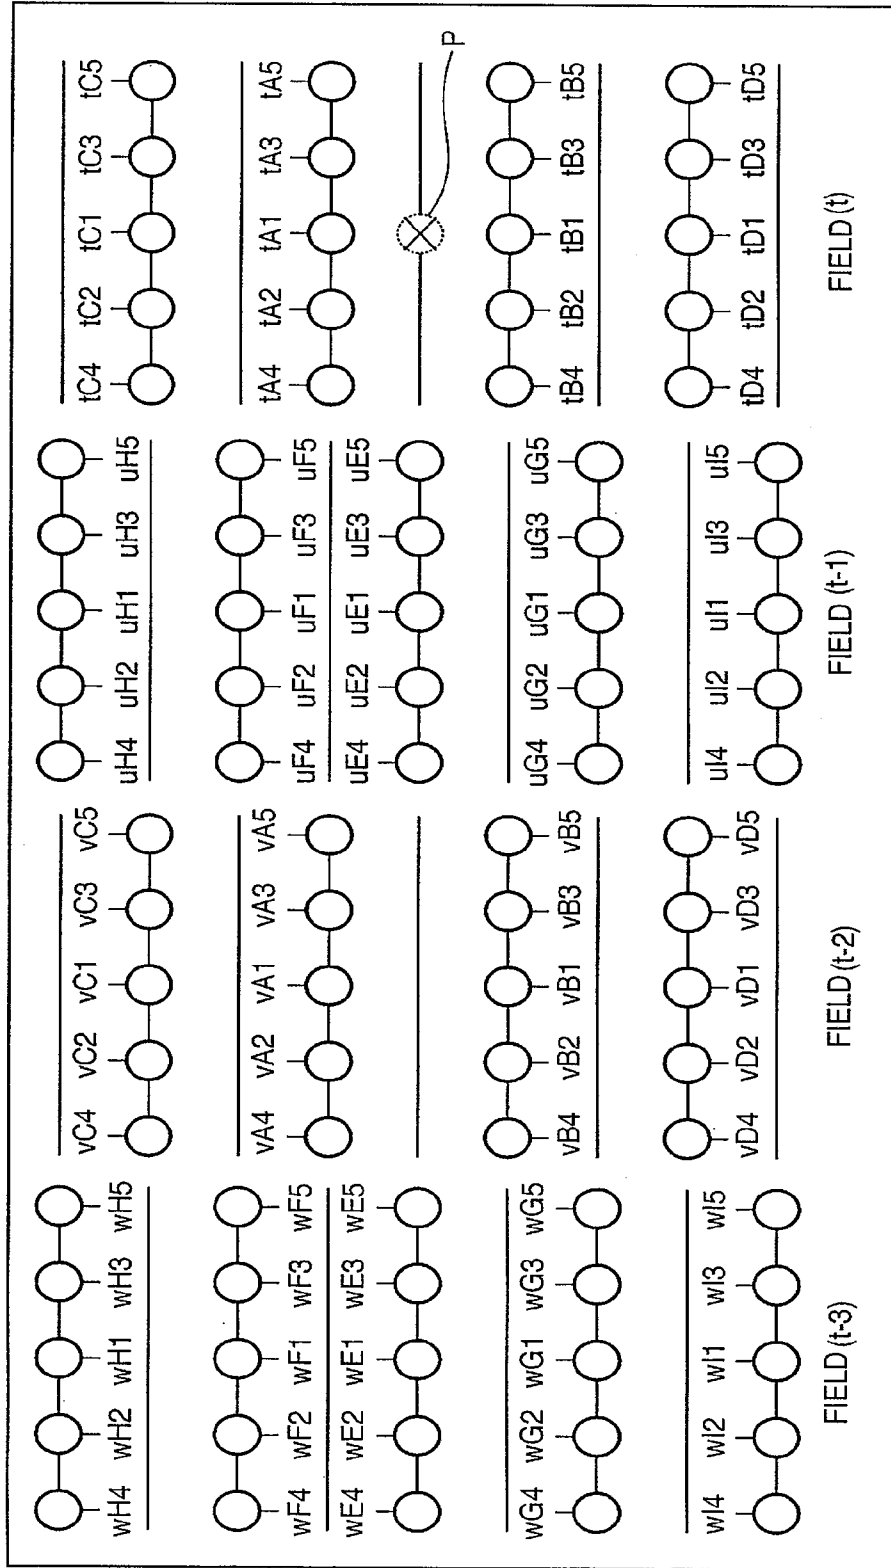 wH4 wH2 wH1 wH3 wH5
wF4 wF2 wF1 wF3 wF5
wE4 wE2 wE1 wE3 wE5
wG4 wG2 wG1 wG3 wG5
wI4 wI2 wI1 wI3 wI5
FIELD (t-3)
vC4 vC2 vC1 vC3 vC5
vA4 vA2 vA1 vA3 vA5
vB4 vB2 vB1 vB3 vB5
vD4 vD2 vD1 vD3 vD5
FIELD (t-2)
uH4 uH2 uH1 uH3 uH5
uF4 uF2 uF1 uF3 uF5
uE4 uE2 uE1 uE3 uE5
uG4 uG2 uG1 uG3 uG5
uI4 uI2 uI1 uI3 uI5
FIELD (t-1)
tC4 tC2 tC1 tC3 tC5
tA4 tA2 tA1 tA3 tA5
P
tB4 tB2 tB1 tB3 tB5
tD4 tD2 tD1 tD3 tD5
FIELD (t)